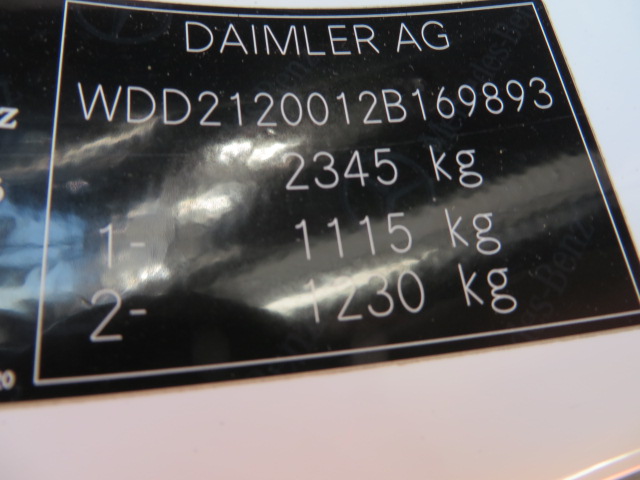 DAIMLER AG
WDD2120012B169893
2345 kg
1- 1115 kg
2- 1230 kg